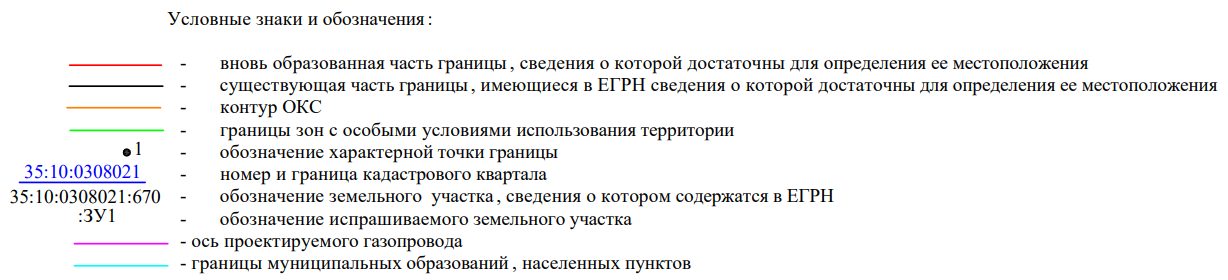 Условные знаки и обозначения :
- вновь образованная часть границы , сведения о которой достаточны для определения ее местоположения
- существующая часть границы , имеющиеся в ЕГРН сведения о которой достаточны для определения ее местоположения
- контур ОКС
- границы зон с особыми условиями использования территории
1 - обозначение характерной точки границы
35:10:0308021 - номер и граница кадастрового квартала
35:10:0308021:670 - обозначение земельного участка , сведения о котором содержатся в ЕГРН
:ЗУ1 - обозначение испрашиваемого земельного участка
- ось проектируемого газопровода
- границы муниципальных образований , населенных пунктов